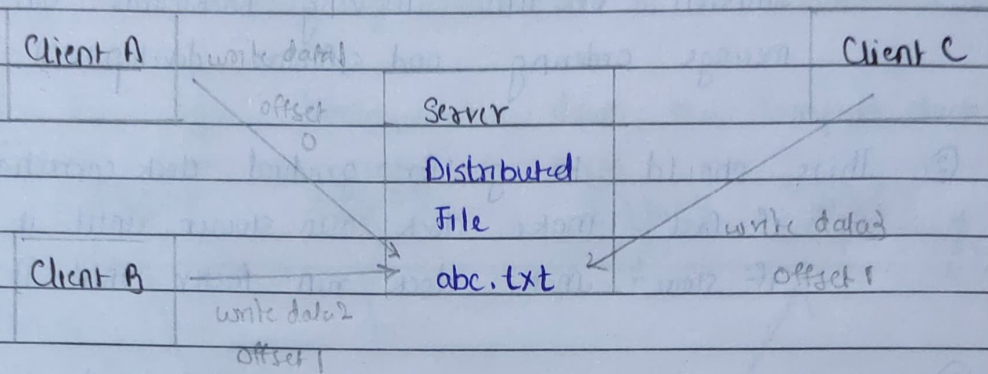 Client A
write data1
Client C
offset
0
Server
Distributed
File
abc.txt
write data3
offset 1
Client B
write data2
offset 1